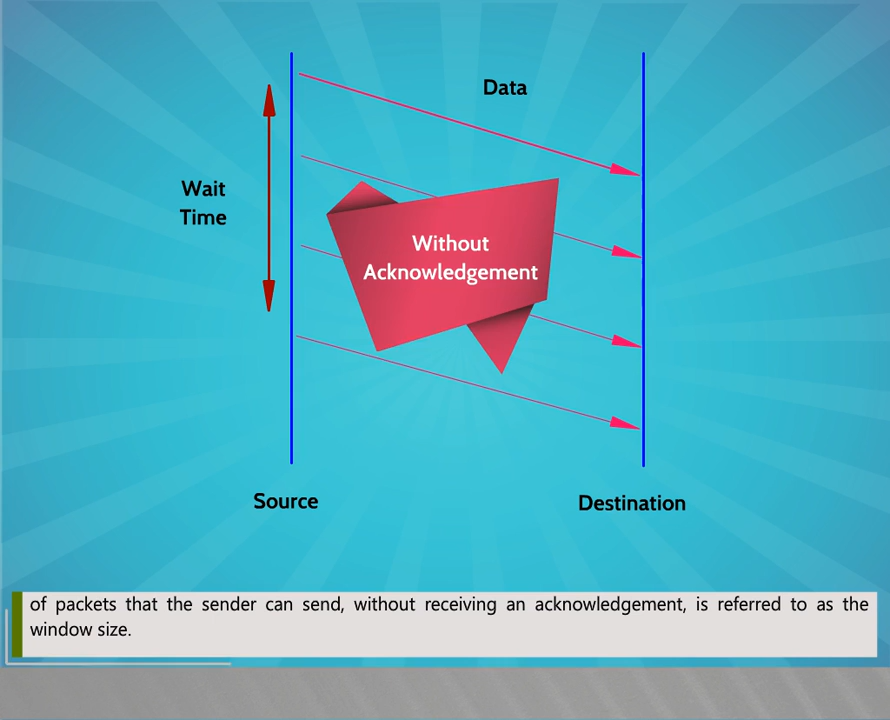 Data
Wait
Time
Without
Acknowledgement
Source
Destination
of packets that the sender can send, without receiving an acknowledgement, is referred to as the
window size.